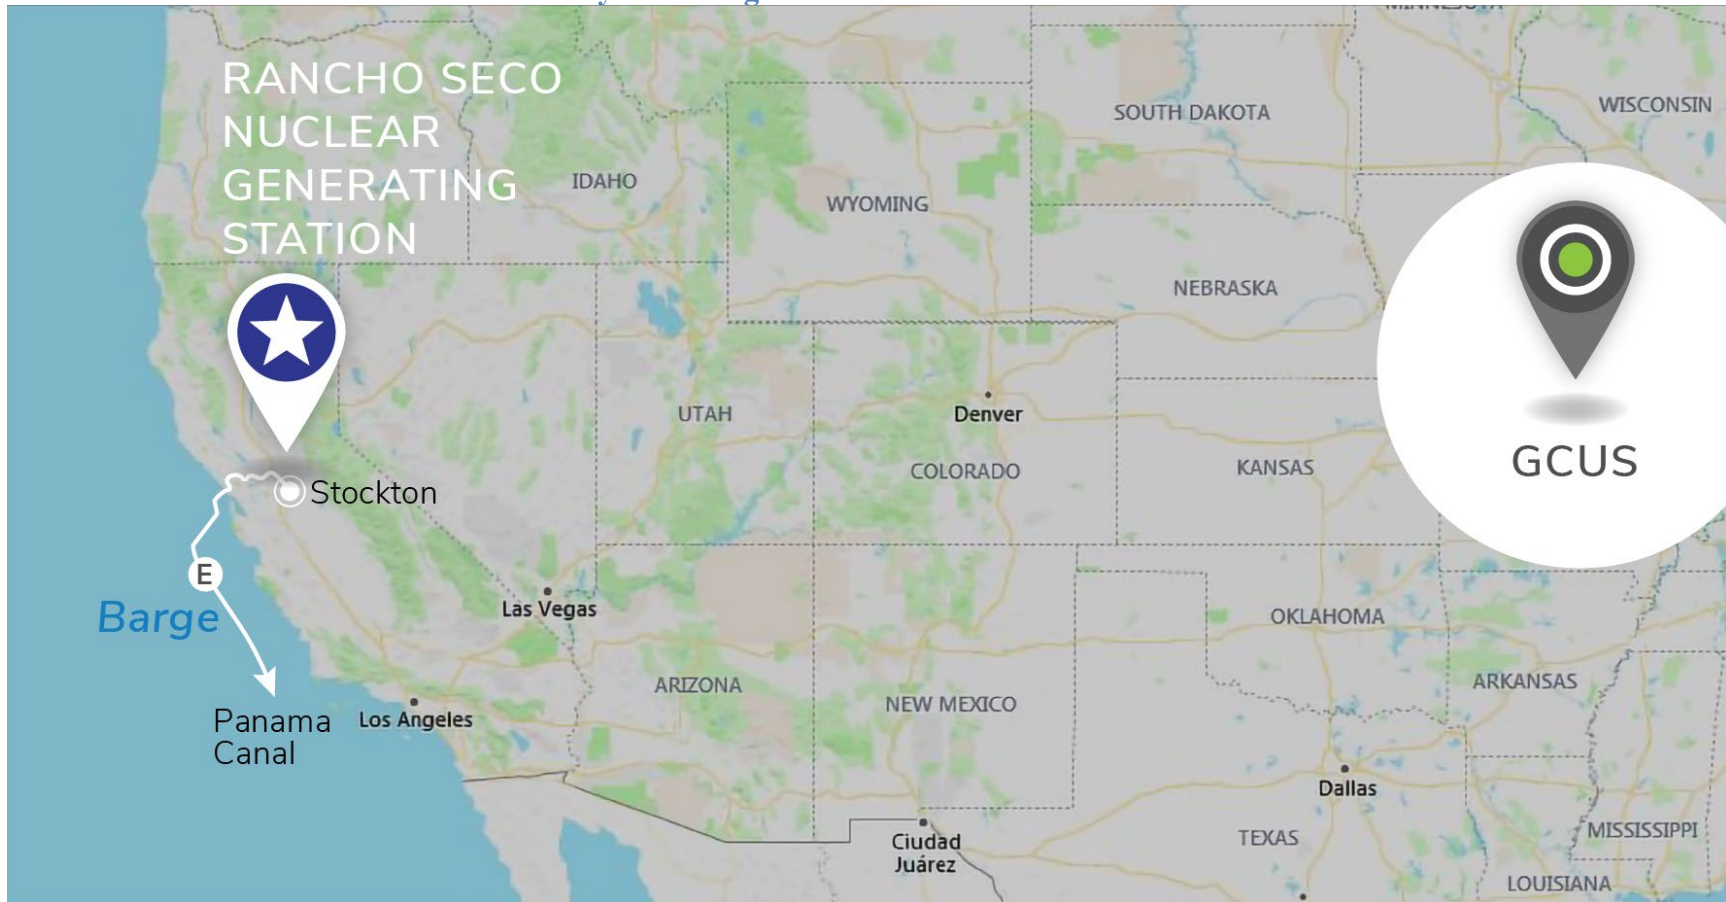 MINNESOTA
RANCHO SECO
NUCLEAR
GENERATING
STATION
SOUTH DAKOTA
WISCONSIN
IDAHO
WYOMING
NEBRASKA
UTAH
Denver
COLORADO
KANSAS
GCUS
Stockton
E
Barge
Las Vegas
OKLAHOMA
ARIZONA
NEW MEXICO
ARKANSAS
Panama
Canal
Los Angeles
Dallas
Ciudad
Juárez
TEXAS
MISSISSIPPI
LOUISIANA